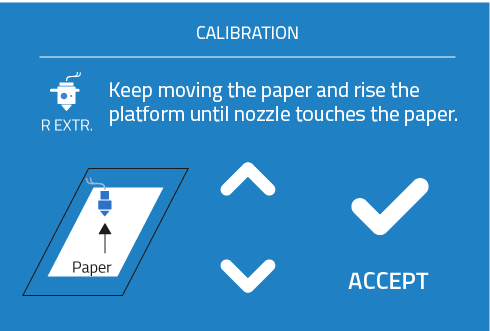 CALIBRATION
Keep moving the paper and rise the
platform until nozzle touches the paper.
R EXTR.
Paper
ACCEPT